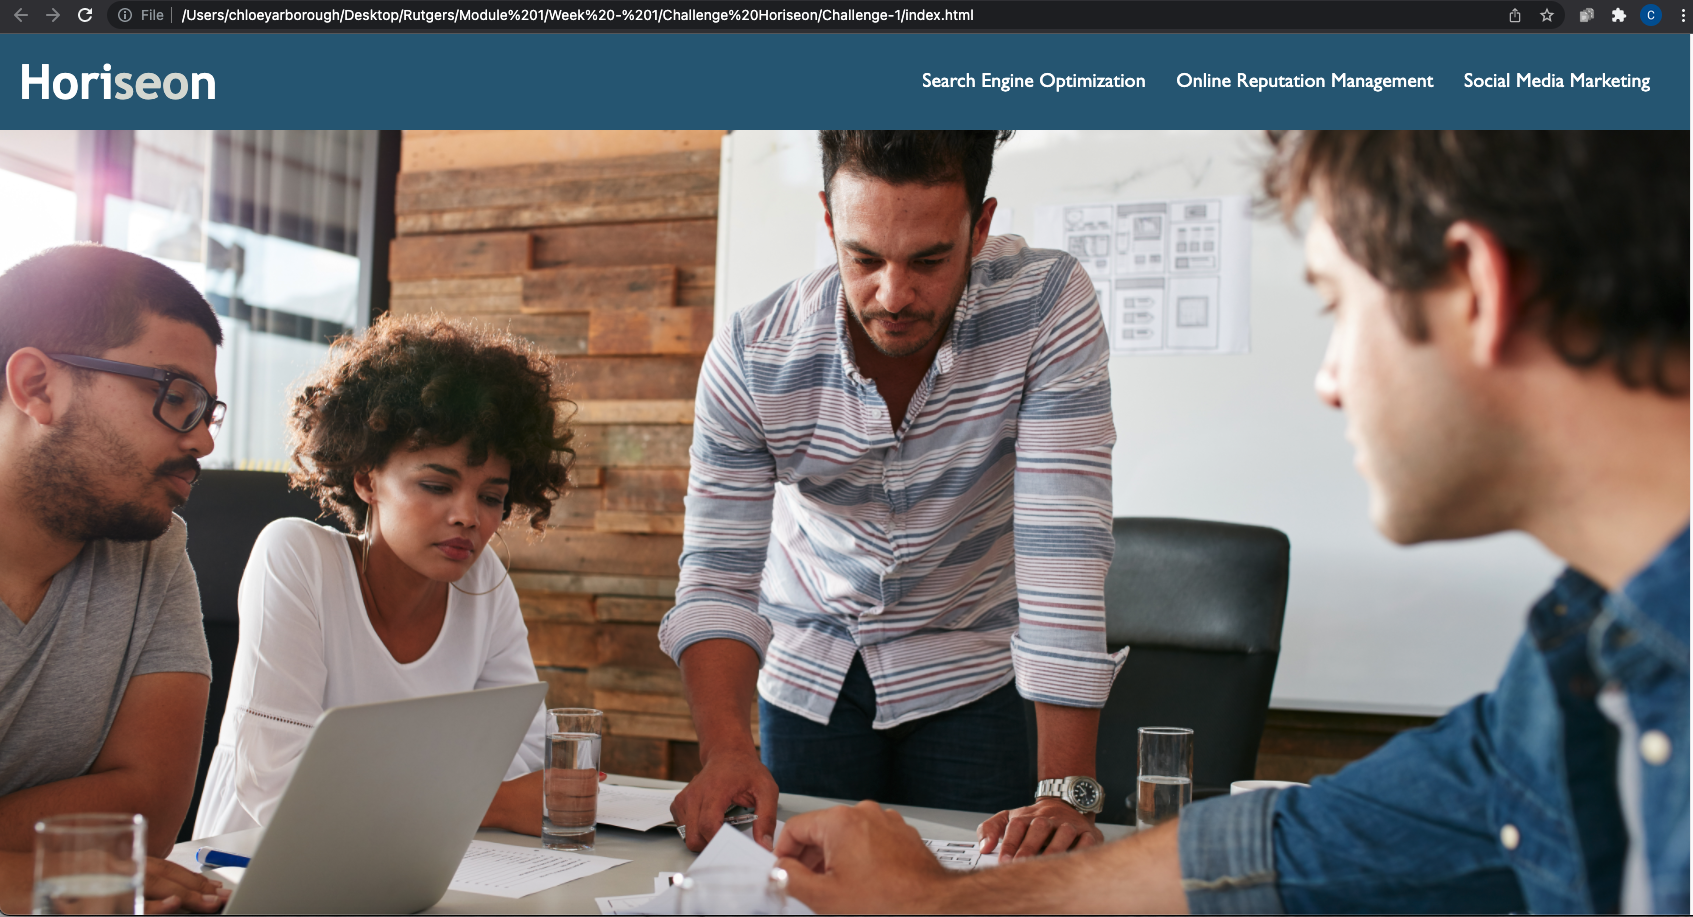 File /Users/chloeyarborough/Desktop/Rutgers/Module%201/Week%20-%201/Challenge%20Horiseon/Challenge-1/index.html
C
Horiseon
Search Engine Optimization Online Reputation Management Social Media Marketing